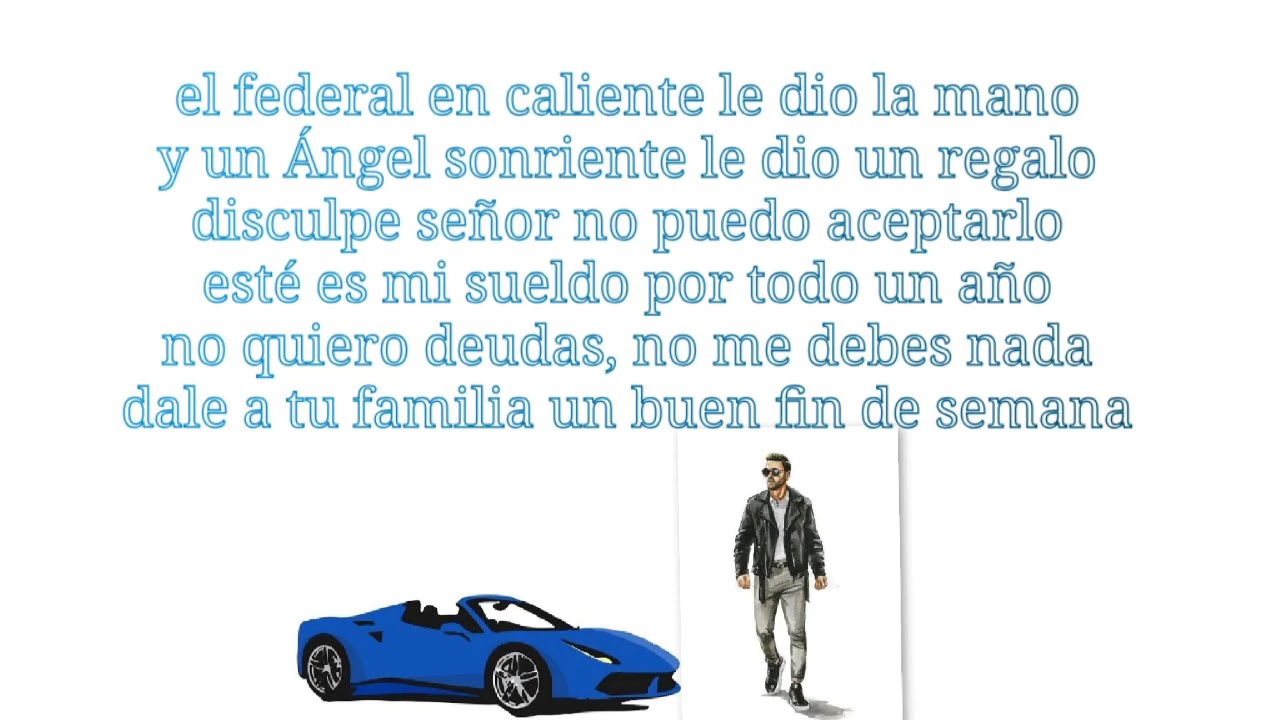 el federal en caliente le dio la mano
y un Ángel sonriente le dio un regalo
disculpe señor no puedo aceptarlo
esté es mi sueldo por todo un año
no quiero deudas, no me debes nada
dale a tu familia un buen fin de semana